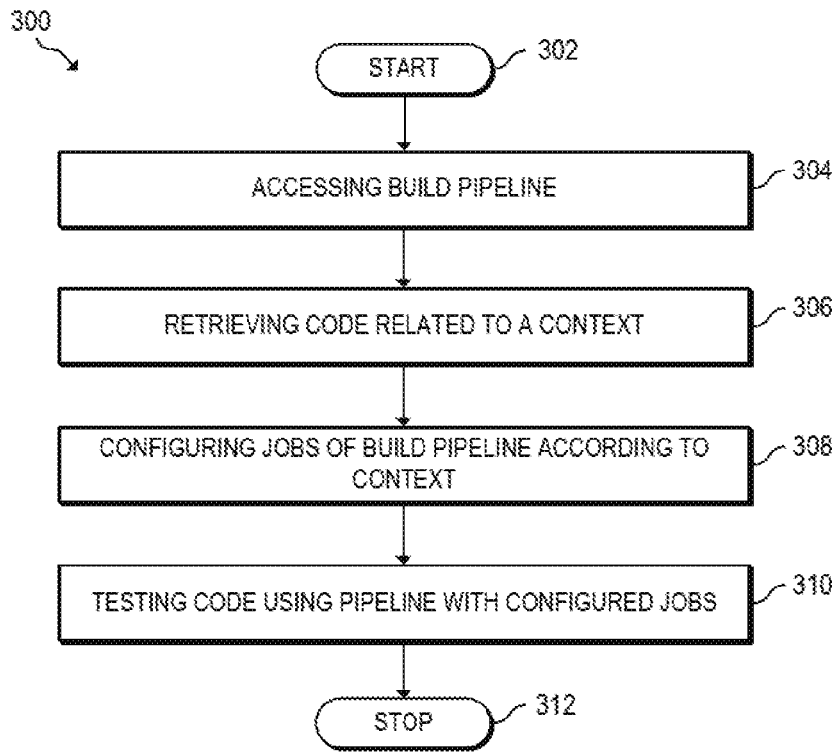 300
START
302
ACCESSING BUILD PIPELINE
304
RETRIEVING CODE RELATED TO A CONTEXT
306
CONFIGURING JOBS OF BUILD PIPELINE ACCORDING TO
CONTEXT
308
TESTING CODE USING PIPELINE WITH CONFIGURED JOBS
310
STOP
312